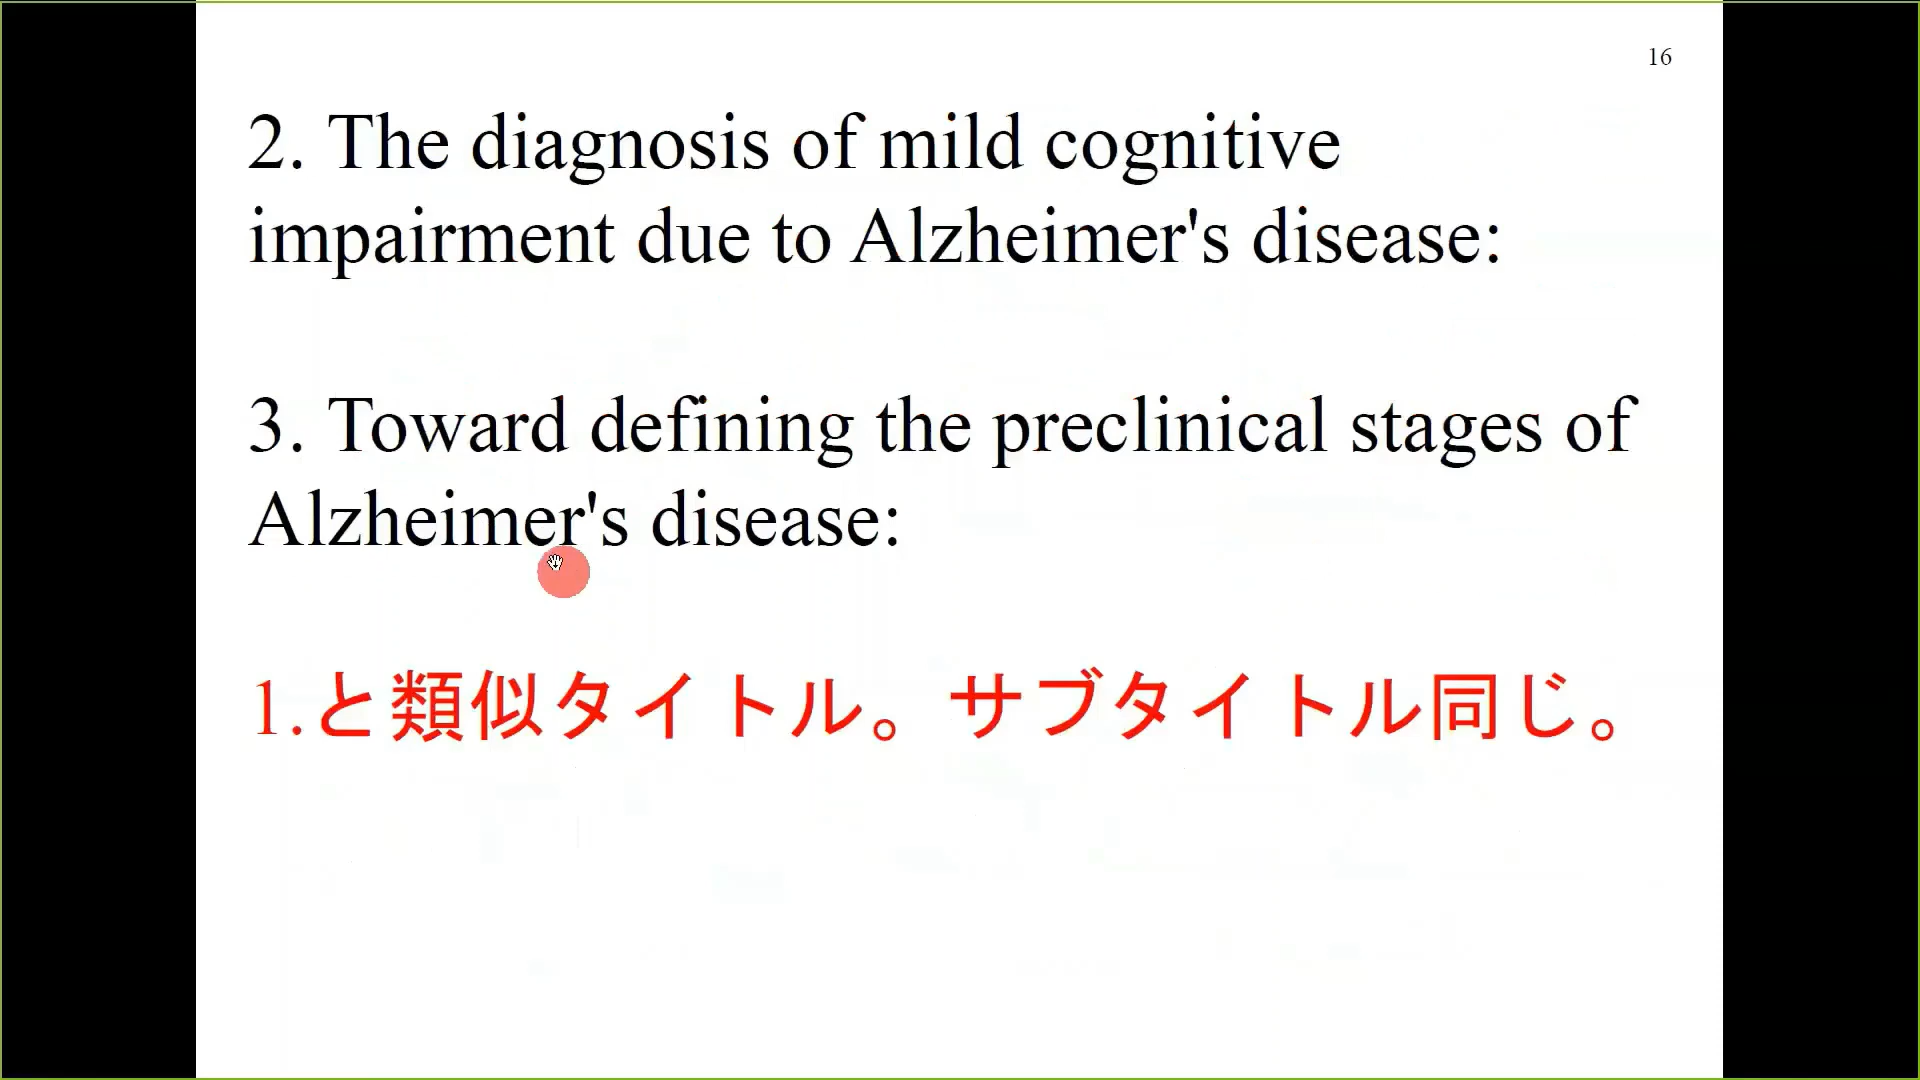 16
2. The diagnosis of mild cognitive
impairment due to Alzheimer's disease:
3. Toward defining the preclinical stages of
Alzheimer's disease:
1.と類似タイトル。サブタイトル同じ。